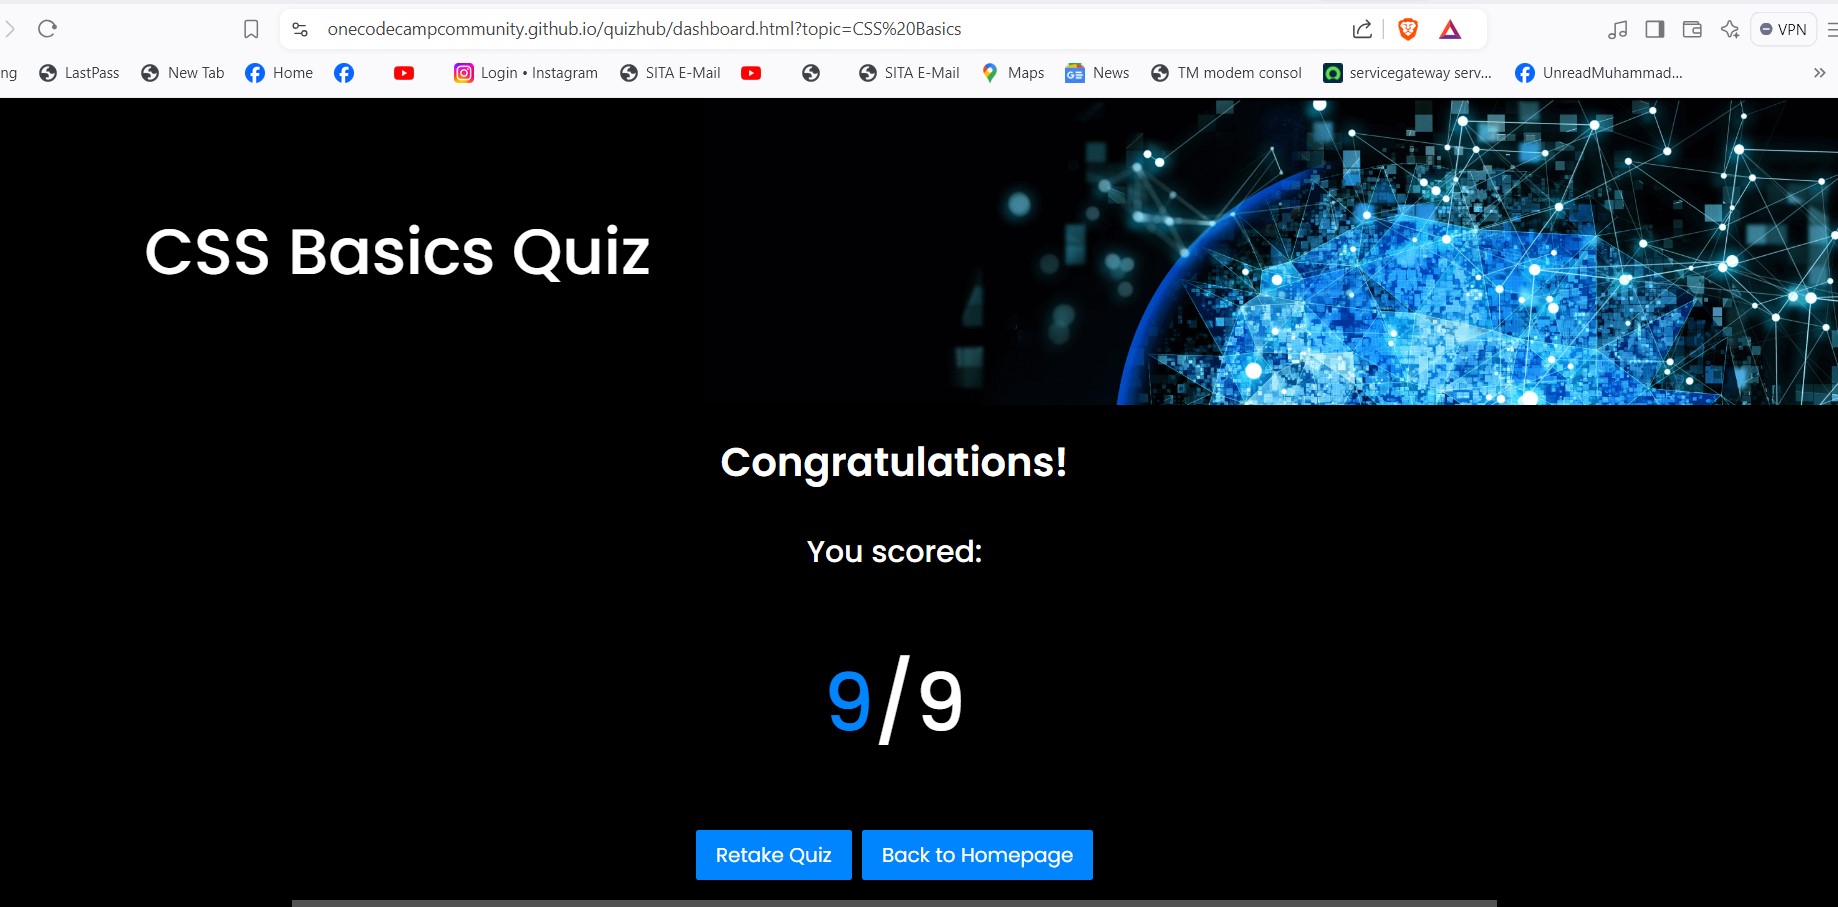 onecodecampcommunity.github.io/quizhub/dashboard.html?topic=CSS%20Basics
VPN
ng LastPass New Tab Home Login • Instagram SITA E-Mail SITA E-Mail Maps News TM modem consol servicegateway serv... UnreadMuhammad... »
CSS Basics Quiz
Congratulations!
You scored:
9/9
Retake Quiz Back to Homepage